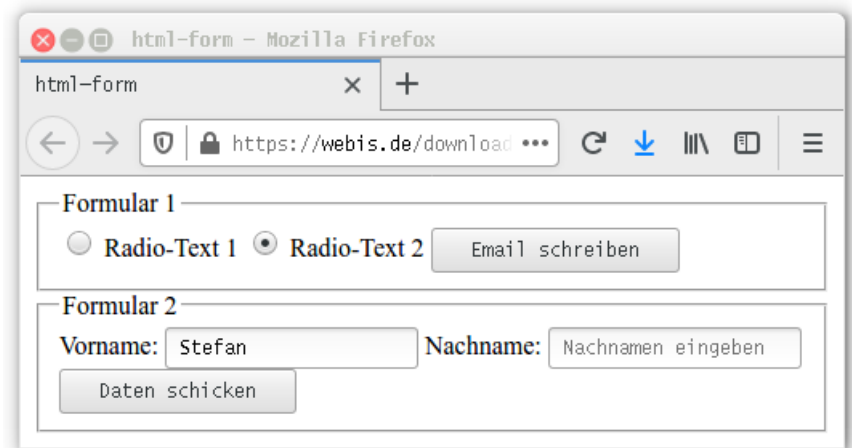 html-form - Mozilla Firefox
html-form
https://webis.de/download
Formular 1
Radio-Text 1 Radio-Text 2 Email schreiben
Formular 2
Vorname: Stefan Nachname: Nachnamen eingeben
Daten schicken